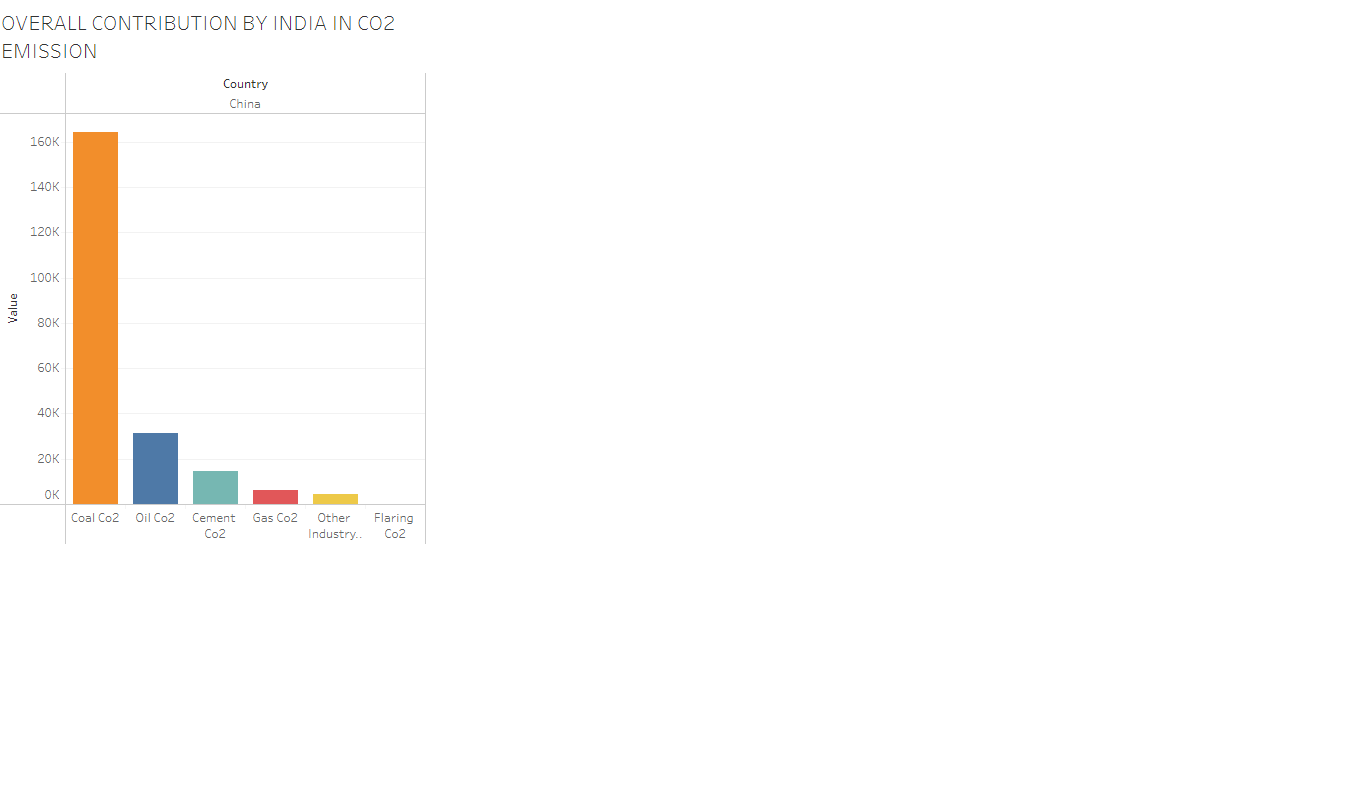 OVERALL CONTRIBUTION BY INDIA IN CO2
EMISSION
Country
China
160K
140K
120K
100K
80K
60K
40K
20K
0K
Value
Coal Co2 Oil Co2 Cement Gas Co2 Other Flaring
Co2 Industry.. Co2